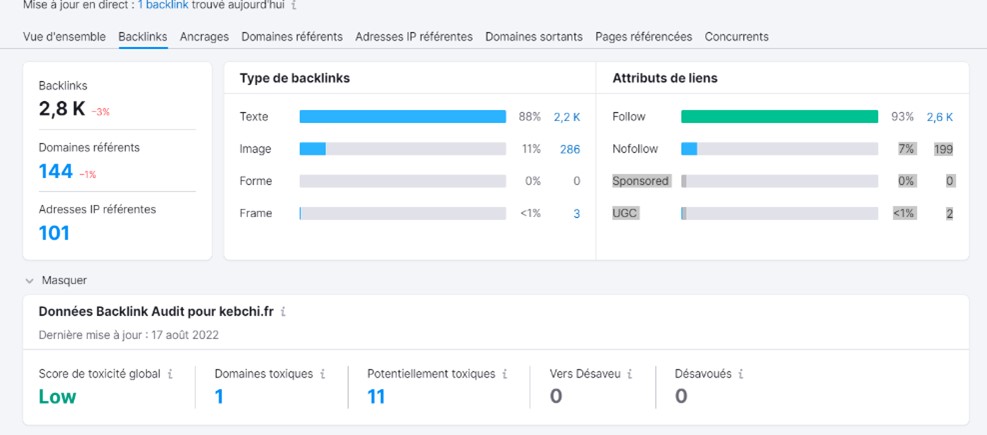 Mise à jour en direct : 1 backlink trouvé aujourd'hui i
Vue d'ensemble Backlinks Ancrages Domaines référents Adresses IP référentes Domaines sortants Pages référencées Concurrents
Backlinks
2,8 K -3%
Domaines référents
144 -1%
Adresses IP référentes
101
Type de backlinks
Texte 88% 2,2 K
Image 11% 286
Forme 0% 0
Frame <1% 3
Attributs de liens
Follow 93% 2,6 K
Nofollow 7% 199
Sponsored 0% 0
UGC <1% 2
Masquer
Données Backlink Audit pour kebchi.fr i
Dernière mise à jour : 17 août 2022
Score de toxicité global i
Low
Domaines toxiques i
1
Potentiellement toxiques i
11
Vers Désaveu i
0
Désavoués i
0